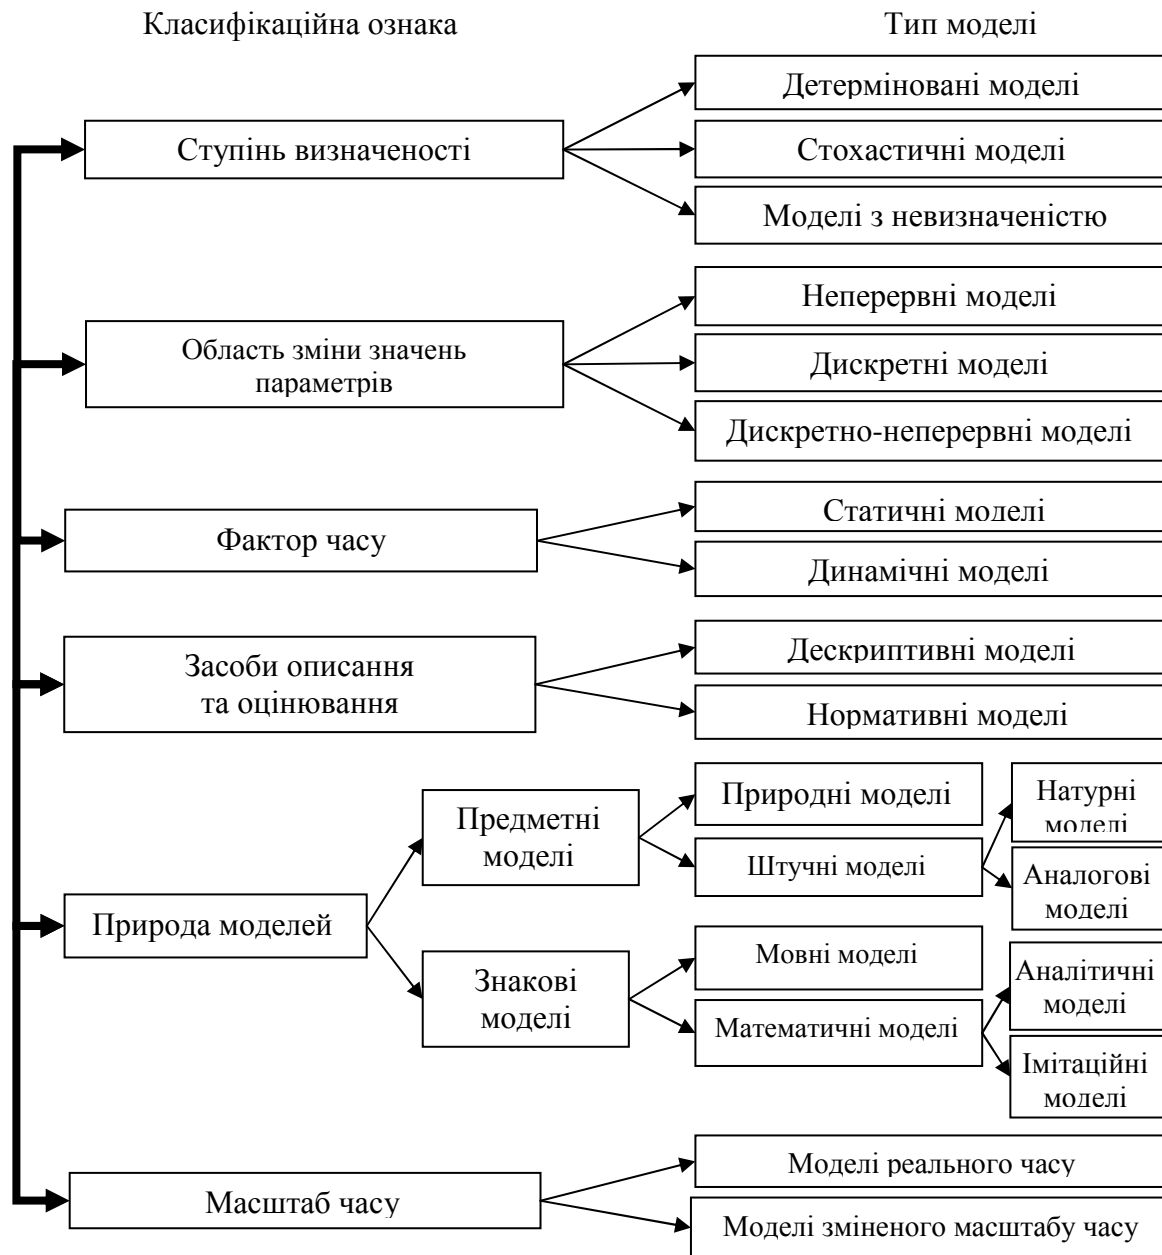 Класифікаційна ознака
Тип моделі
Ступінь визначеності
Детерміновані моделі
Стохастичні моделі
Моделі з невизначеністю
Область зміни значень
параметрів
Неперервні моделі
Дискретні моделі
Дискретно-неперервні моделі
Фактор часу
Статичні моделі
Динамічні моделі
Засоби описання
та оцінювання
Дескриптивні моделі
Нормативні моделі
Природа моделей
Предметні
моделі
Природні моделі
Штучні моделі
Натурні
моделі
Аналогові
моделі
Знакові
моделі
Мовні моделі
Математичні моделі
Аналітичні
моделі
Імітаційні
моделі
Масштаб часу
Моделі реального часу
Моделі зміненого масштабу часу